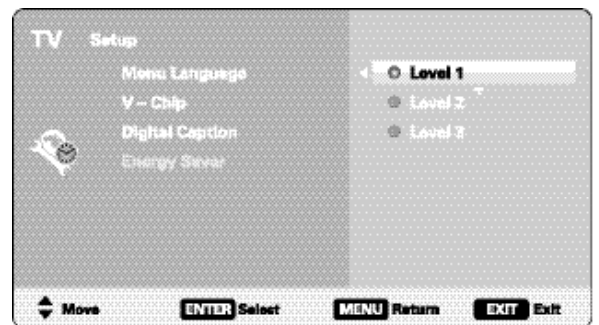 TV Setup
Menu Language
Level 1
V - Chip
Level 2
Digital Caption
Level 3
Energy Saver
Move ENTER Select MENU Return EXIT Exit